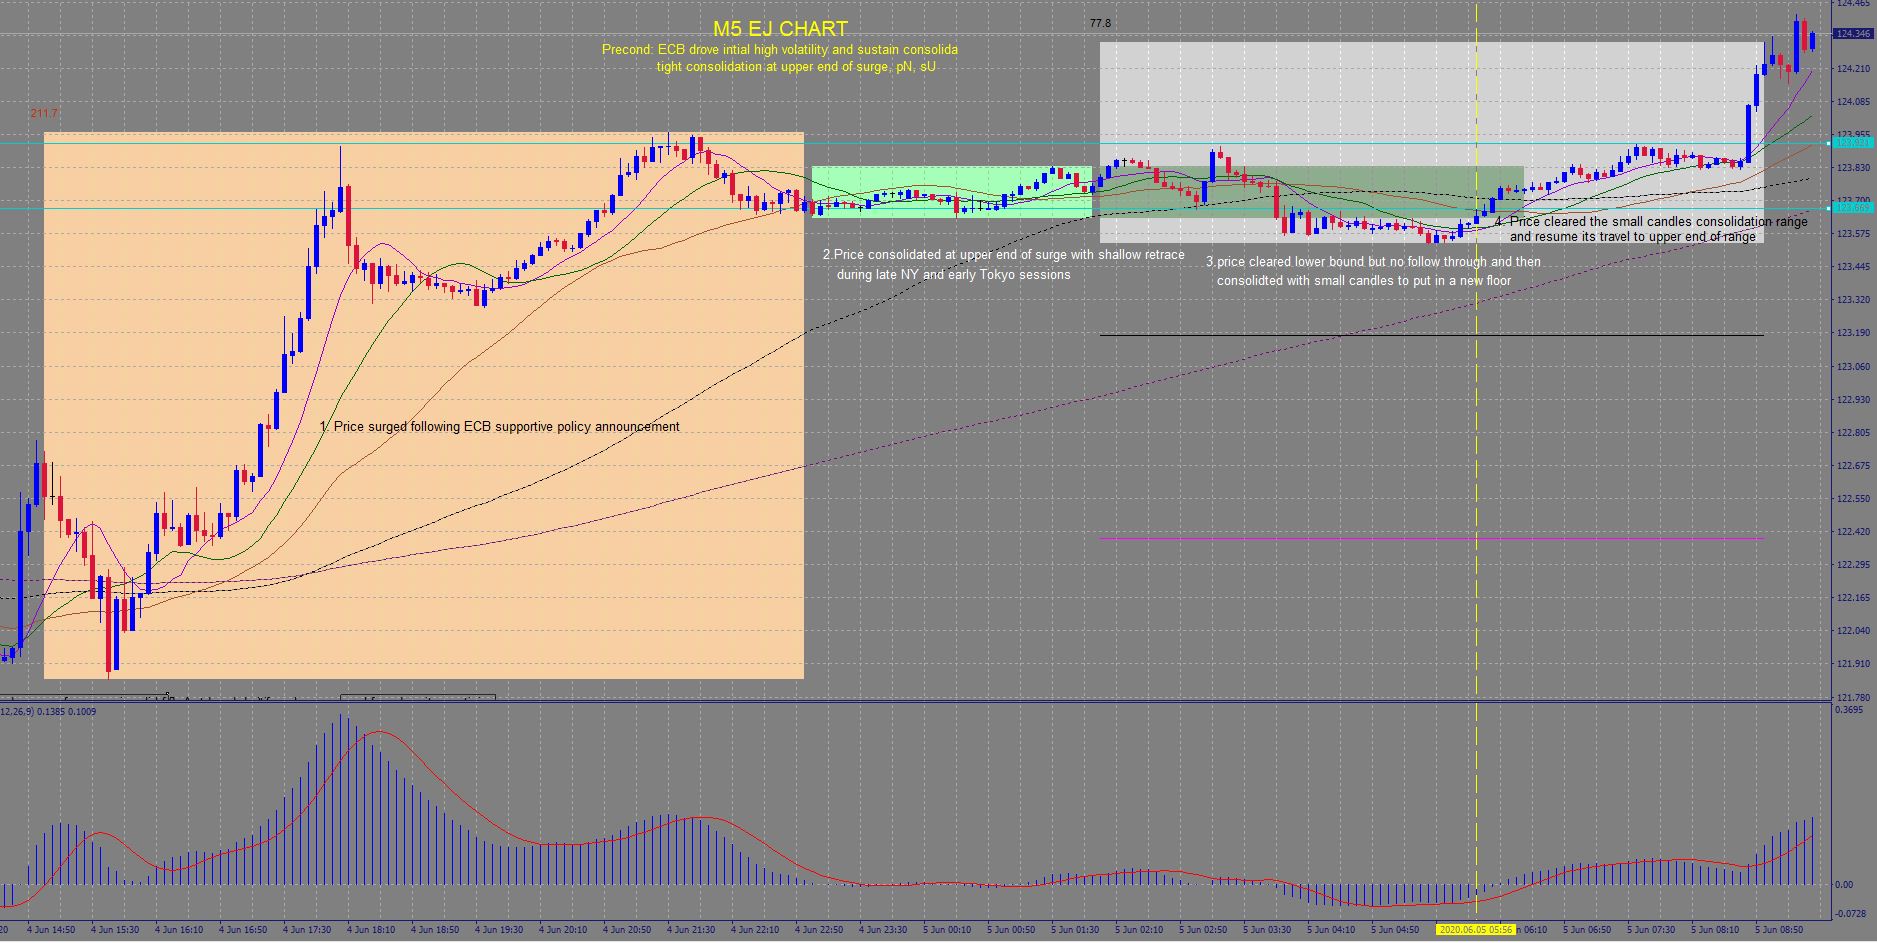 M5 EJ CHART
Precond: ECB drove intial high volatility and sustain consolida
tight consolidation at upper end of surge, pN, sU
77.8
211.7
1. Price surged following ECB supportive policy announcement
2.Price consolidated at upper end of surge with shallow retrace
during late NY and early Tokyo sessions
3.price cleared lower bound but no follow through and then
consolidted with small candles to put in a new floor
4. Price cleared the small candles consolidation range
and resume its travel to upper end of range
124.465
124.346
124.210
124.085
123.955
123.830
123.700
123.575
123.445
123.320
123.190
123.060
122.930
122.805
122.675
122.550
122.420
122.295
122.165
122.040
121.910
121.780
12,26,9) 0.1385 0.1009
0.3695
0.00
-0.0728
20
4 Jun 14:50
4 Jun 15:30
4 Jun 16:10
4 Jun 16:50
4 Jun 17:30
4 Jun 18:10
4 Jun 18:50
4 Jun 19:30
4 Jun 20:10
4 Jun 20:50
4 Jun 21:30
4 Jun 22:10
4 Jun 22:50
4 Jun 23:30
5 Jun 00:10
5 Jun 00:50
5 Jun 01:30
5 Jun 02:10
5 Jun 02:50
5 Jun 03:30
5 Jun 04:10
5 Jun 04:50
2020.06.05 05:56
n 06:10
5 Jun 06:50
5 Jun 07:30
5 Jun 08:10
5 Jun 08:50